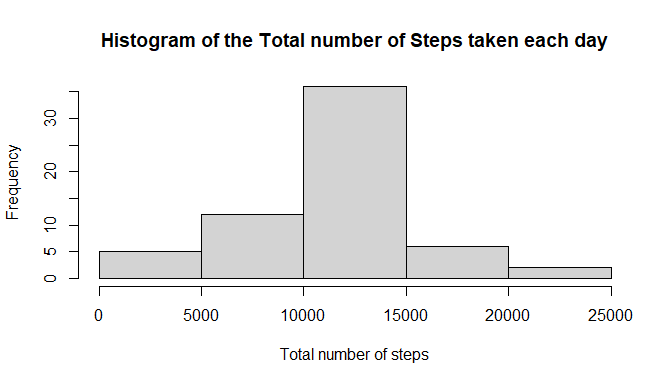 Histogram of the Total number of Steps taken each day
Frequency
30
20
10
5
0
0 5000 10000 15000 20000 25000
Total number of steps